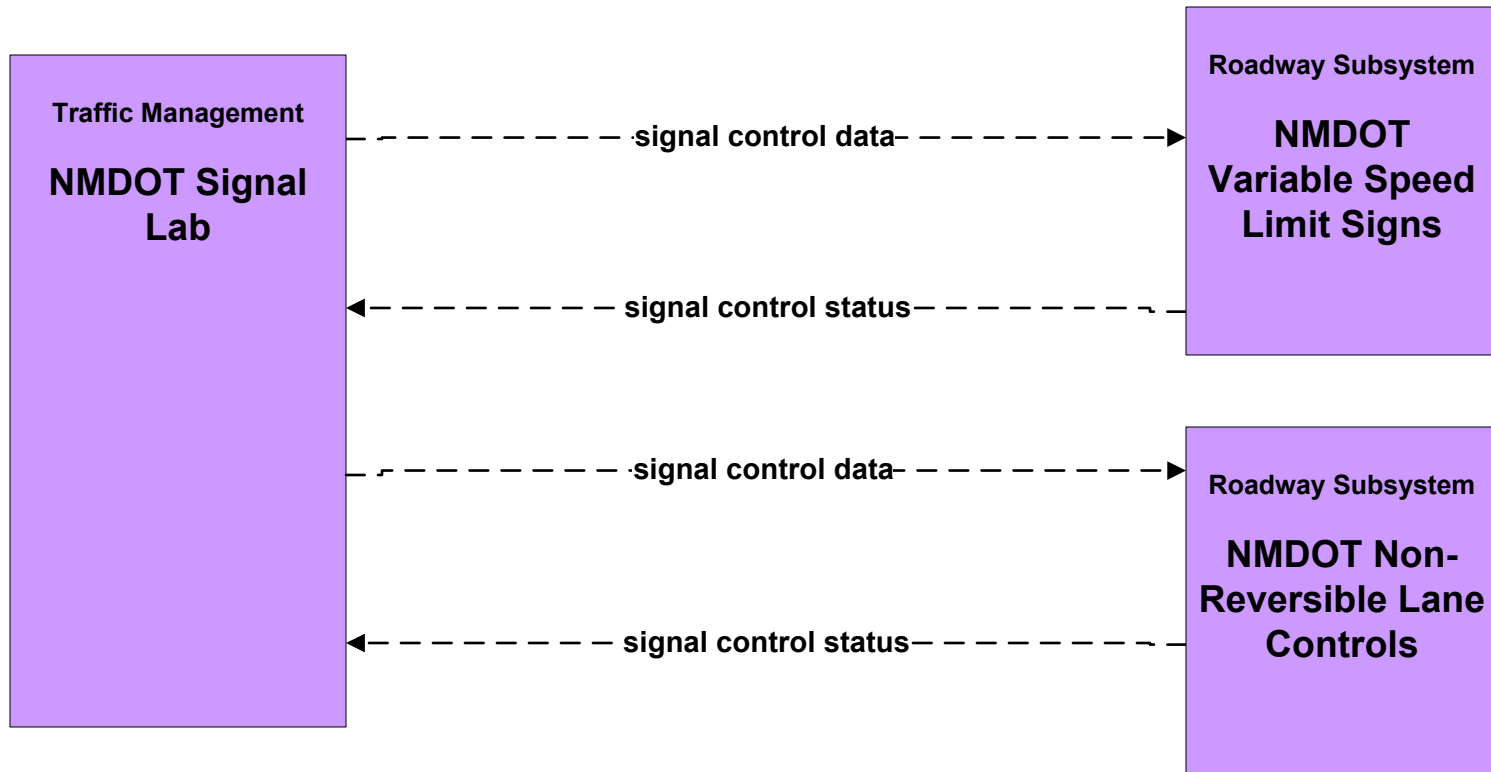 Traffic Management
NMDOT Signal
Lab
signal control data
signal control status
signal control data
signal control status
Roadway Subsystem
NMDOT
Variable Speed
Limit Signs
Roadway Subsystem
NMDOT Non-
Reversible Lane
Controls